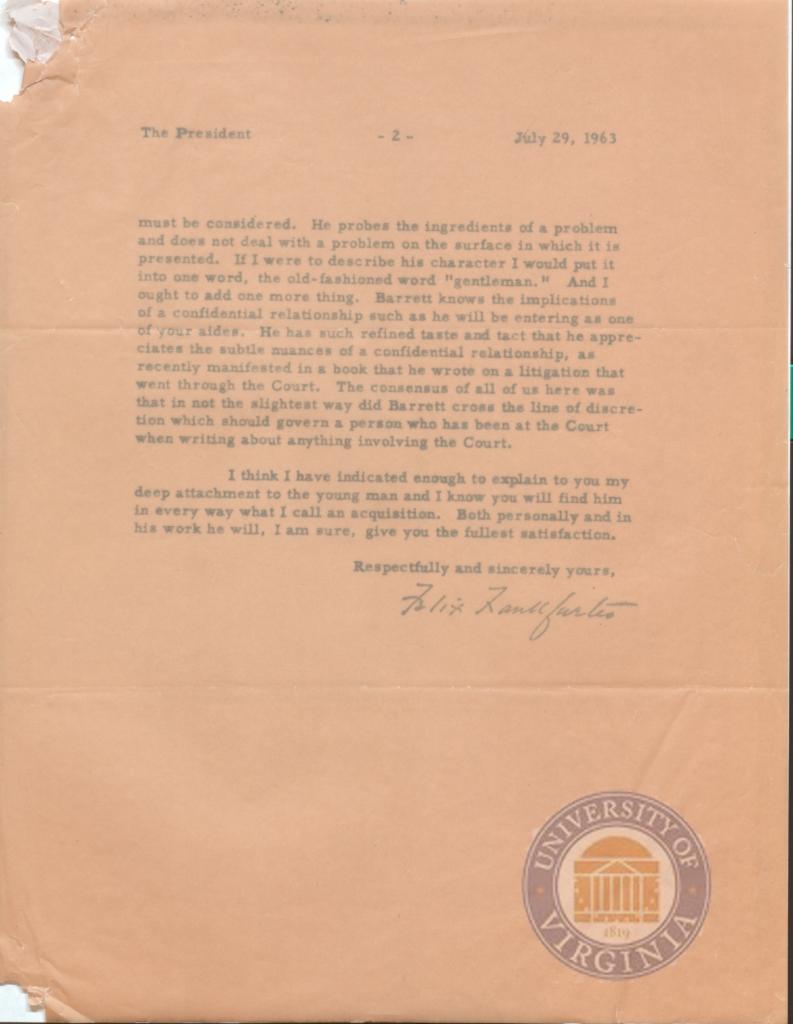 The President - 2 - July 29, 1963
must be considered. He probes the ingredients of a problem
and does not deal with a problem on the surface in which it is
presented. If I were to describe his character I would put it
into one word, the old-fashioned word "gentleman." And I
ought to add one more thing. Barrett knows the implications
of a confidential relationship such as he will be entering as one
of your aides. He has such refined taste and tact that he appre-
ciates the subtle nuances of a confidential relationship, as
recently manifested in a book that he wrote on a litigation that
went through the Court. The consensus of all of us here was
that in not the slightest way did Barrett cross the line of discre-
tion which should govern a person who has been at the Court
when writing about anything involving the Court.
I think I have indicated enough to explain to you my
deep attachment to the young man and I know you will find him
in every way what I call an acquisition. Both personally and in
his work he will, I am sure, give you the fullest satisfaction.
Respectfully and sincerely yours,
Felix Frankfurter
UNIVERSITY OF
1819
VIRGINIA